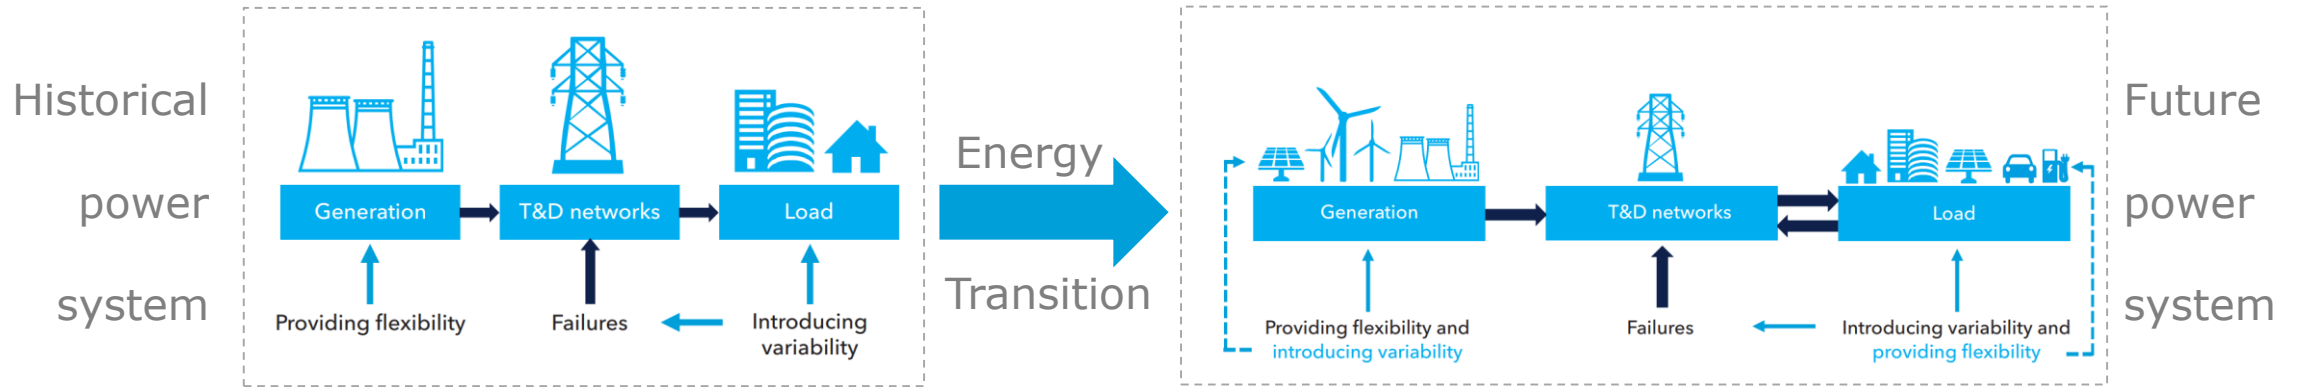 Historical
power
system
Generation
T&D networks
Load
Providing flexibility
Failures
Introducing
variability
Energy
Transition
Generation
T&D networks
Load
Providing flexibility and
introducing variability
Failures
Introducing variability and
providing flexibility
Future
power
system